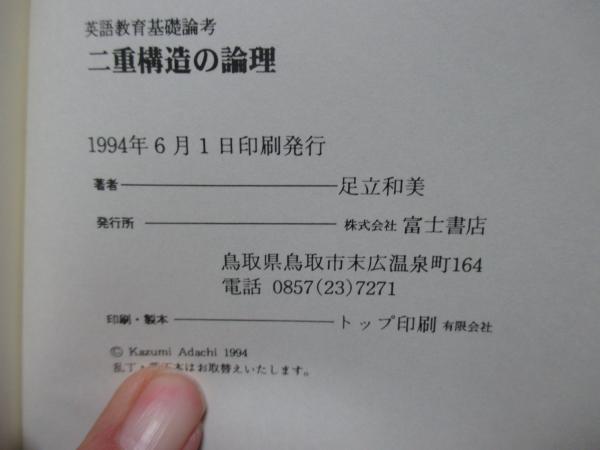 英語教育基礎論考
二重構造の論理
1994年6月1日印刷発行
著者 足立和美
発行所 株式会社 富士書店
鳥取県鳥取市末広温泉町164
電話 0857(23)7271
印刷・製本 トップ印刷 有限会社
© Kazumi Adachi 1994
乱丁・本はお取替えいたします。